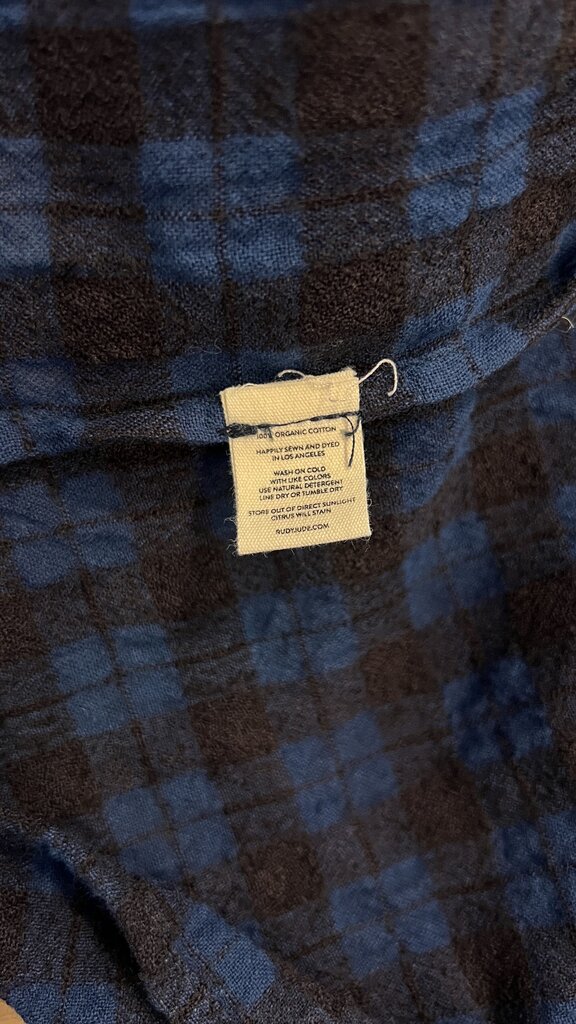 100% ORGANIC COTTON
HAPPILY SEWN AND DYED
IN LOS ANGELES
WASH ON COLD
WITH LIKE COLORS
USE NATURAL DETERGENT
LINE DRY OR TUMBLE DRY
STORE OUT OF DIRECT SUNLIGHT
CITRUS WILL STAIN
RUDYJUDE.COM